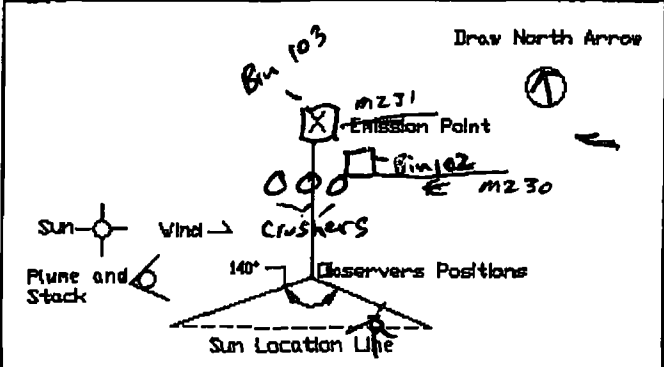 Draw North Arrow
Bin 103
MZ31
Emission Point
Bin 102
MZ30
Crushers
Sun
Wind
Plume and
Stack
140°
Observers Positions
Sun Location Line